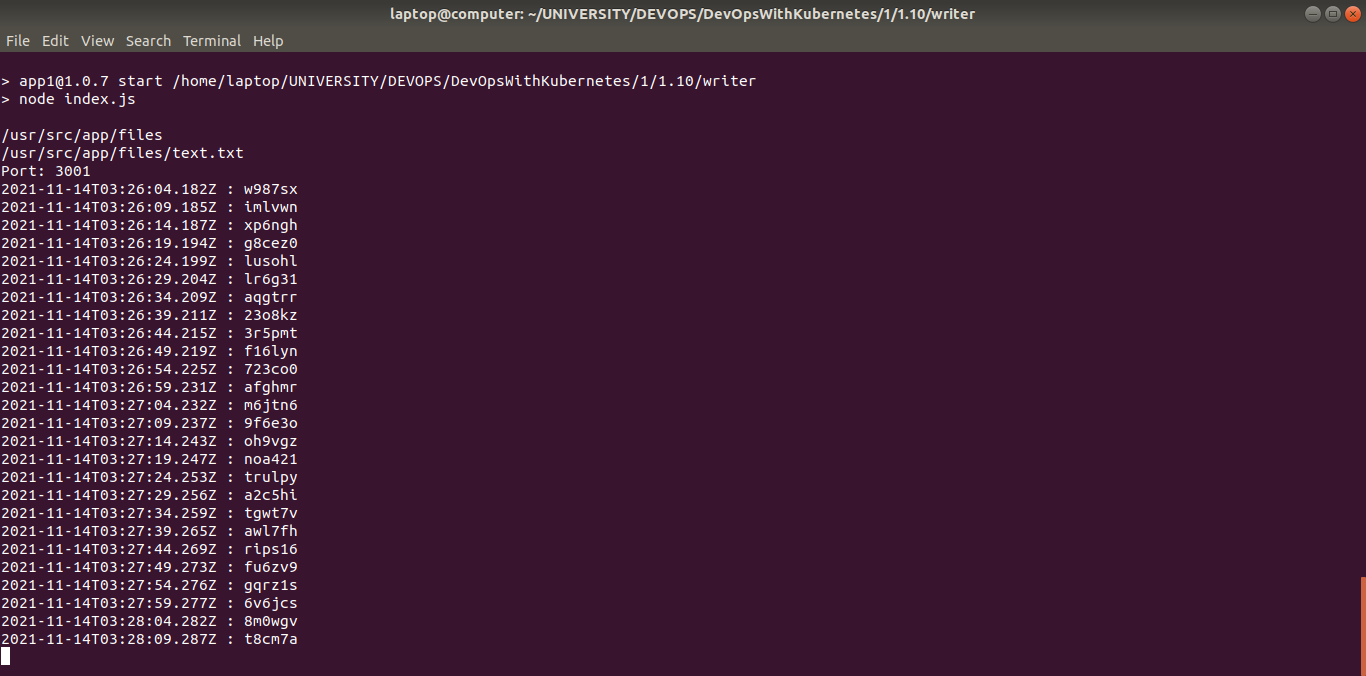 laptop@computer: ~/UNIVERSITY/DEVOPS/DevOpsWithKubernetes/1/1.10/writer
File Edit View Search Terminal Help
> app1@1.0.7 start /home/laptop/UNIVERSITY/DEVOPS/DevOpsWithKubernetes/1/1.10/writer
> node index.js
/usr/src/app/files
/usr/src/app/files/text.txt
Port: 3001
2021-11-14T03:26:04.182Z : w987sx
2021-11-14T03:26:09.185Z : imlvwn
2021-11-14T03:26:14.187Z : xp6ngh
2021-11-14T03:26:19.194Z : g8cez0
2021-11-14T03:26:24.199Z : lusohl
2021-11-14T03:26:29.204Z : lr6g31
2021-11-14T03:26:34.209Z : aqgtrr
2021-11-14T03:26:39.211Z : 23o8kz
2021-11-14T03:26:44.215Z : 3r5pmt
2021-11-14T03:26:49.219Z : f16lyn
2021-11-14T03:26:54.225Z : 723co0
2021-11-14T03:26:59.231Z : afghmr
2021-11-14T03:27:04.232Z : m6jtn6
2021-11-14T03:27:09.237Z : 9f6e3o
2021-11-14T03:27:14.243Z : oh9vgz
2021-11-14T03:27:19.247Z : noa421
2021-11-14T03:27:24.253Z : trulpy
2021-11-14T03:27:29.256Z : a2c5hi
2021-11-14T03:27:34.259Z : tgwt7v
2021-11-14T03:27:39.265Z : awl7fh
2021-11-14T03:27:44.269Z : rips16
2021-11-14T03:27:49.273Z : fu6zv9
2021-11-14T03:27:54.276Z : gqrz1s
2021-11-14T03:27:59.277Z : 6v6jcs
2021-11-14T03:28:04.282Z : 8m0wgv
2021-11-14T03:28:09.287Z : t8cm7a